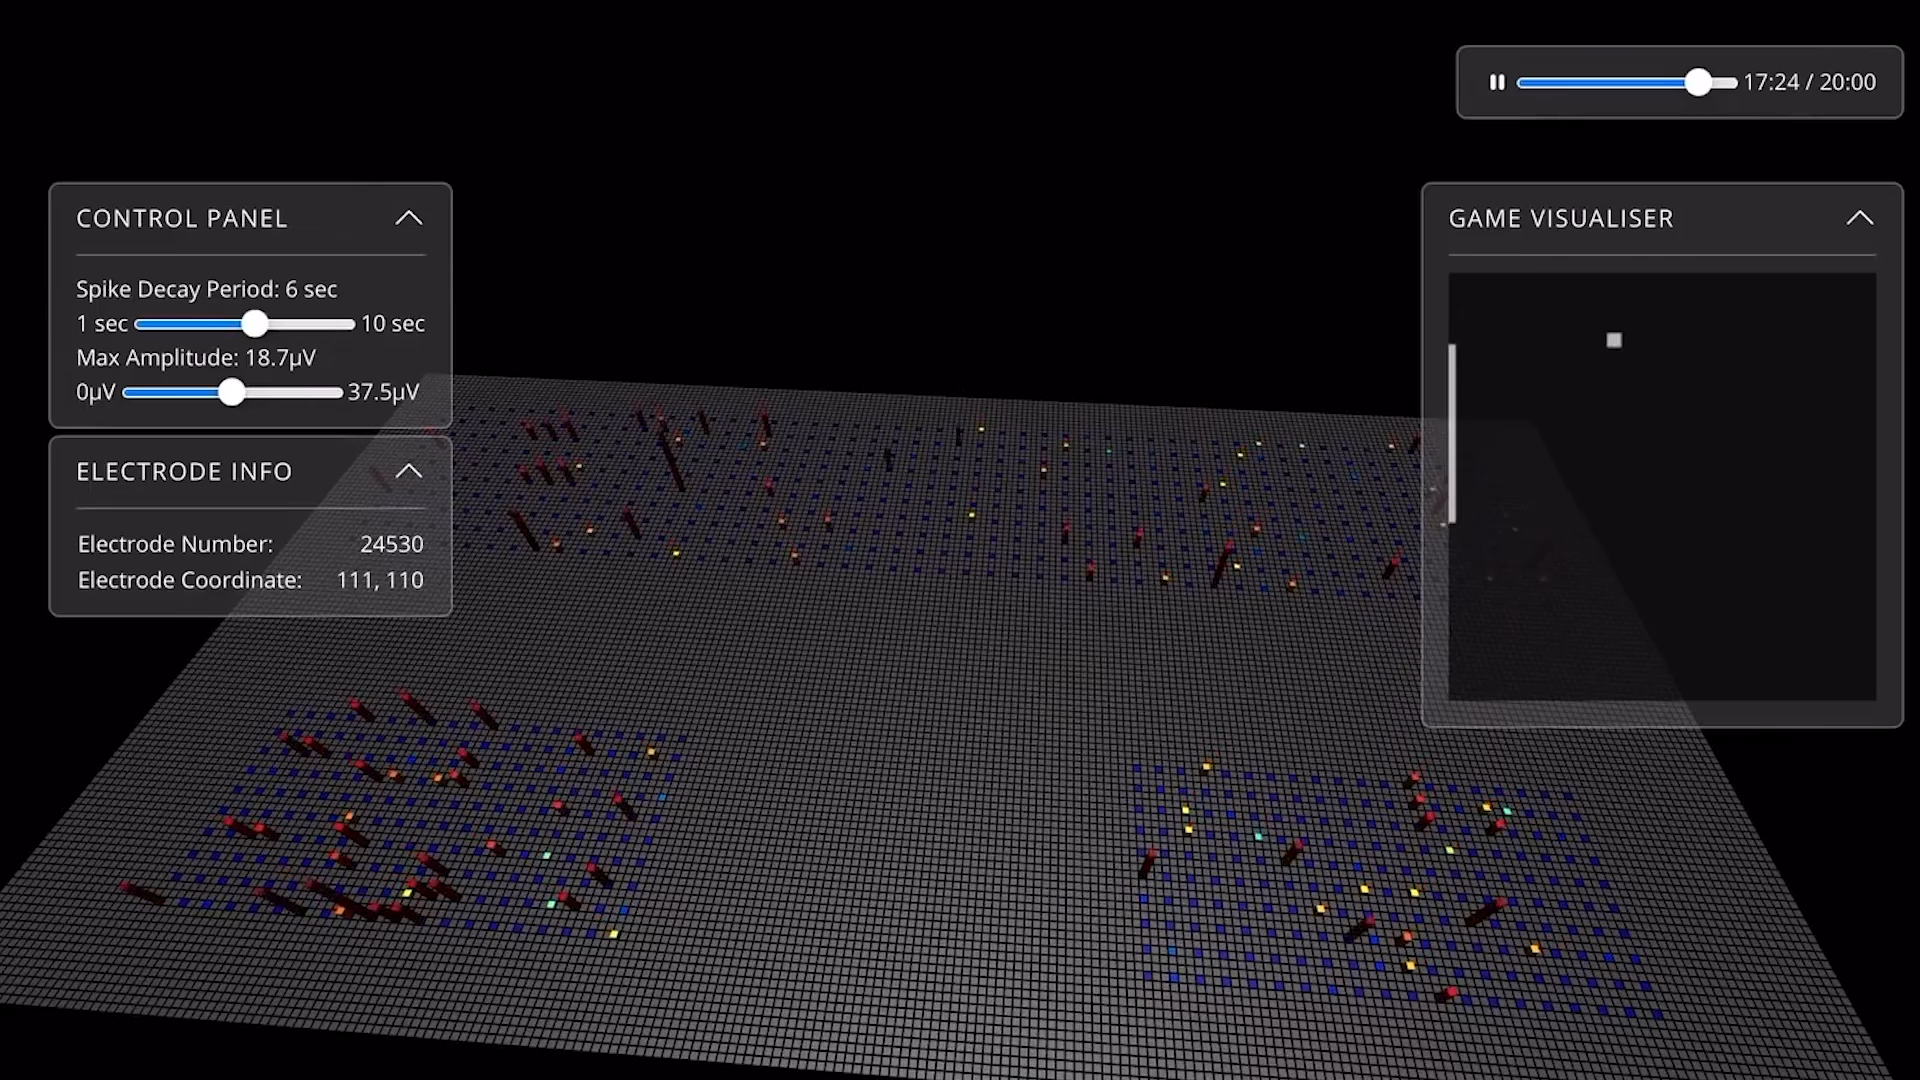 17:24 / 20:00
CONTROL PANEL
Spike Decay Period: 6 sec
1 sec 10 sec
Max Amplitude: 18.7µV
0µV 37.5µV
ELECTRODE INFO
Electrode Number: 24530
Electrode Coordinate: 111, 110
GAME VISUALISER